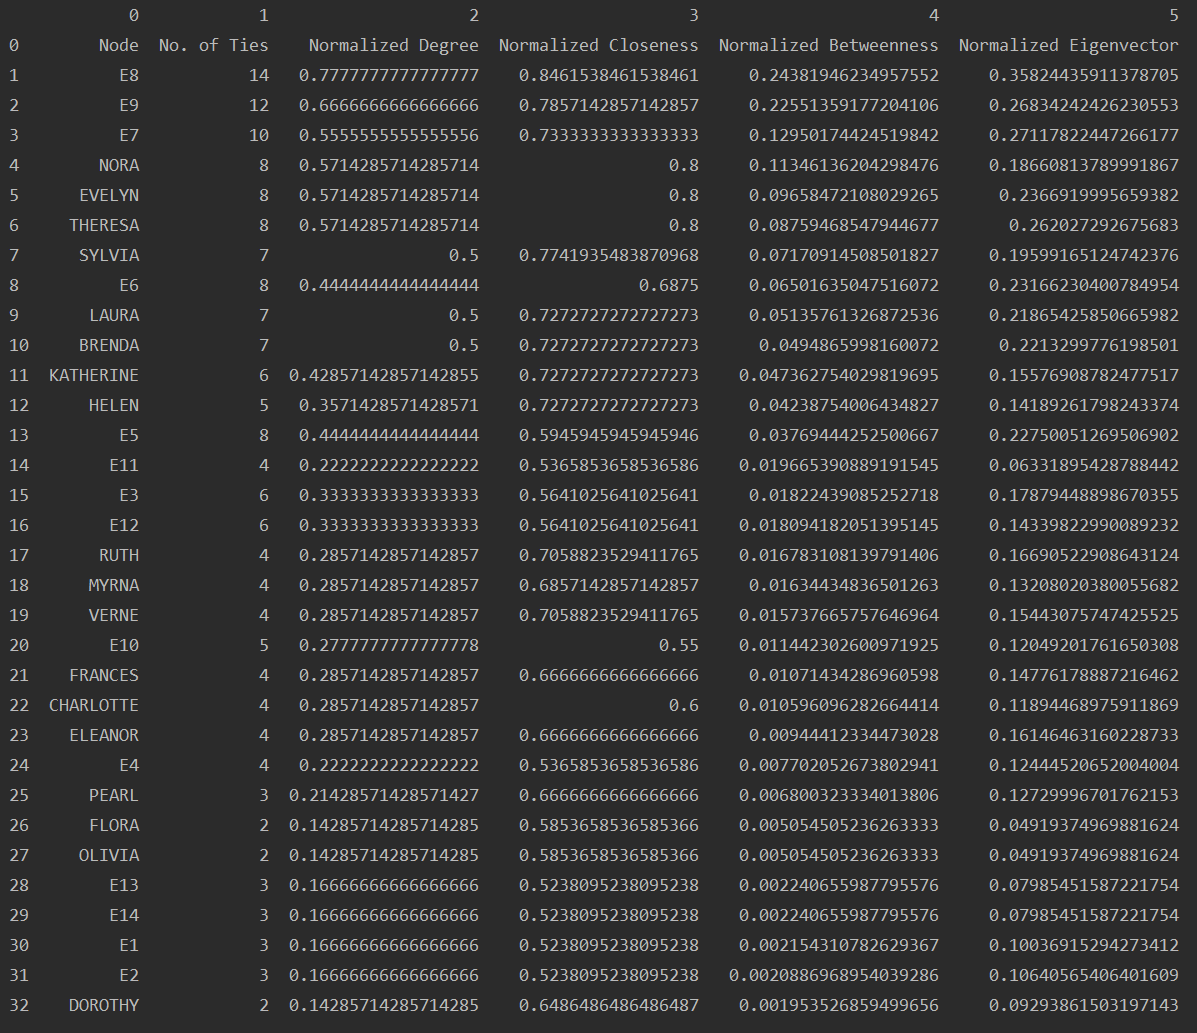 0 1 2 3 4 5
0 Node No. of Ties Normalized Degree Normalized Closeness Normalized Betweenness Normalized Eigenvector
1 E8 14 0.7777777777777777 0.8461538461538461 0.24381946234957552 0.35824435911378705
2 E9 12 0.6666666666666666 0.7857142857142857 0.22551359177204106 0.26834242426230553
3 E7 10 0.5555555555555556 0.7333333333333333 0.12950174424519842 0.27117822447266177
4 NORA 8 0.5714285714285714 0.8 0.11346136204298476 0.18660813789991867
5 EVELYN 8 0.5714285714285714 0.8 0.09658472108029265 0.2366919995659382
6 THERESA 8 0.5714285714285714 0.8 0.08759468547944677 0.262027292675683
7 SYLVIA 7 0.5 0.7741935483870968 0.07170914508501827 0.19599165124742376
8 E6 8 0.4444444444444444 0.6875 0.06501635047516072 0.23166230400784954
9 LAURA 7 0.5 0.7272727272727273 0.05135761326872536 0.21865425850665982
10 BRENDA 7 0.5 0.7272727272727273 0.0494865998160072 0.2213299776198501
11 KATHERINE 6 0.42857142857142855 0.7272727272727273 0.047362754029819695 0.15576908782477517
12 HELEN 5 0.3571428571428571 0.7272727272727273 0.04238754006434827 0.14189261798243374
13 E5 8 0.4444444444444444 0.5945945945945946 0.03769444252500667 0.22750051269506902
14 E11 4 0.2222222222222222 0.5365853658536586 0.019665390889191545 0.06331895428788442
15 E3 6 0.3333333333333333 0.5641025641025641 0.01822439085252718 0.17879448898670355
16 E12 6 0.3333333333333333 0.5641025641025641 0.018094182051395145 0.14339822990089232
17 RUTH 4 0.2857142857142857 0.7058823529411765 0.016783108139791406 0.16690522908643124
18 MYRNA 4 0.2857142857142857 0.6857142857142857 0.01634434836501263 0.13208020380055682
19 VERNE 4 0.2857142857142857 0.7058823529411765 0.015737665757646964 0.15443075747425525
20 E10 5 0.2777777777777778 0.55 0.011442302600971925 0.12049201761650308
21 FRANCES 4 0.2857142857142857 0.6666666666666666 0.01071434286960598 0.14776178887216462
22 CHARLOTTE 4 0.2857142857142857 0.6 0.010596096282664414 0.11894468975911869
23 ELEANOR 4 0.2857142857142857 0.6666666666666666 0.00944412334473028 0.16146463160228733
24 E4 4 0.2222222222222222 0.5365853658536586 0.007702052673802941 0.12444520652004004
25 PEARL 3 0.21428571428571427 0.6666666666666666 0.006800323334013806 0.12729996701762153
26 FLORA 2 0.14285714285714285 0.5853658536585366 0.005054505236263333 0.04919374969881624
27 OLIVIA 2 0.14285714285714285 0.5853658536585366 0.005054505236263333 0.04919374969881624
28 E13 3 0.16666666666666666 0.5238095238095238 0.002240655987795576 0.07985451587221754
29 E14 3 0.16666666666666666 0.5238095238095238 0.002240655987795576 0.07985451587221754
30 E1 3 0.16666666666666666 0.5238095238095238 0.002154310782629367 0.10036915294273412
31 E2 3 0.16666666666666666 0.5238095238095238 0.0020886968954039286 0.10640565406401609
32 DOROTHY 2 0.14285714285714285 0.6486486486486487 0.001953526859499656 0.09293861503197143